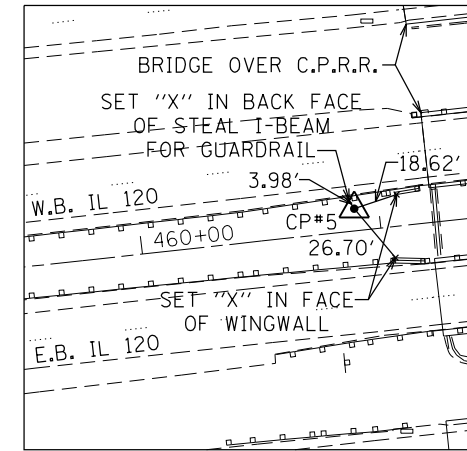 BRIDGE OVER C.P.R.R.
SET "X" IN BACK FACE
OF STEAL I-BEAM
FOR GUARDRAIL
18.62'
3.98'
W.B. IL 120
CP#5
460+00
26.70'
SET "X" IN FACE
OF WINGWALL
E.B. IL 120